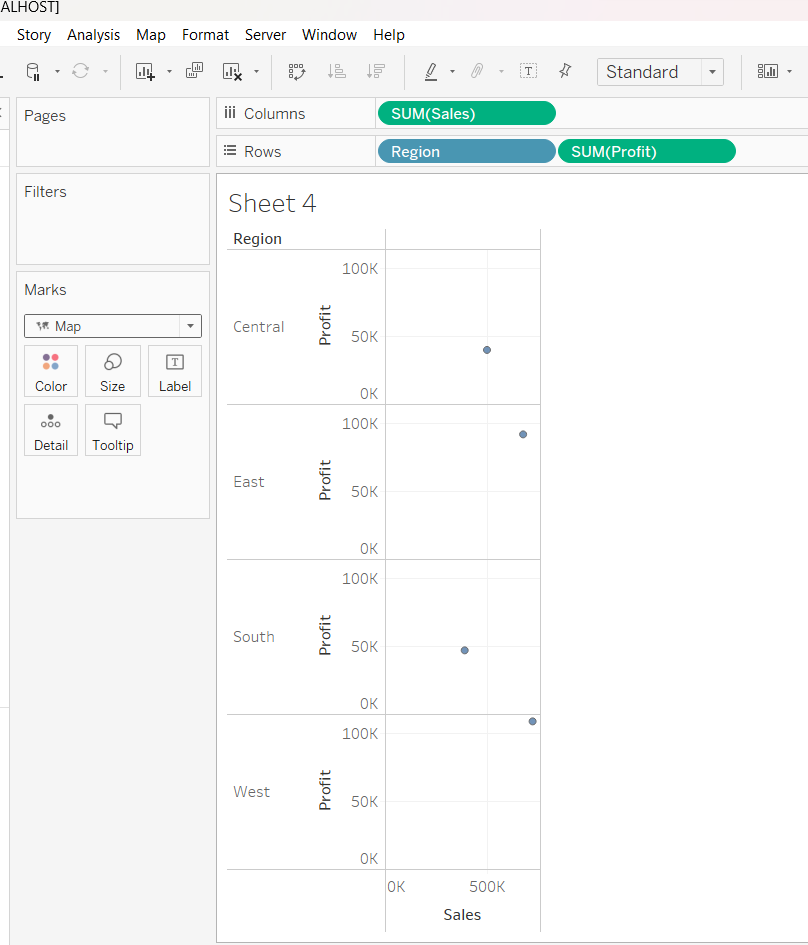 ALHOST]
Story Analysis Map Format Server Window Help
Standard
Pages
Columns
SUM(Sales)
Rows
Region
SUM(Profit)
Filters
Sheet 4
Region
Marks
Map
Color
Size
Label
Detail
Tooltip
Central
Profit
100K
50K
0K
East
Profit
100K
50K
0K
South
Profit
100K
50K
0K
West
Profit
100K
50K
0K
0K
500K
Sales